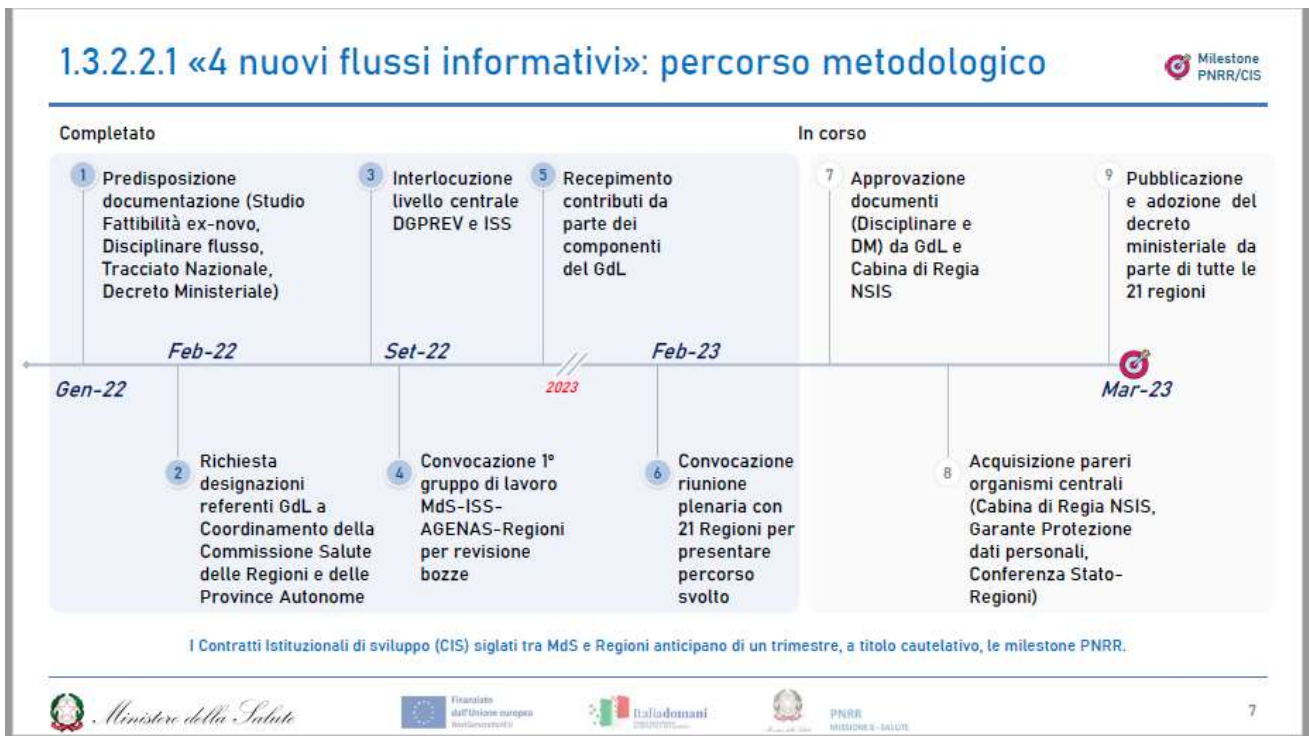 1.3.2.2.1 «4 nuovi flussi informativi»: percorso metodologico
Milestone
PNRR/CIS
Completato
In corso
1
Predisposizione
documentazione (Studio
Fattibilità ex-novo,
Disciplinare flusso,
Tracciato Nazionale,
Decreto Ministeriale)
3
Interlocuzione
livello centrale
DGPREV e ISS
5
Recepimento
contributi da
parte dei
componenti
del GdL
7
Approvazione
documenti
(Disciplinare e
DM) da GdL e
Cabina di Regia
NSIS
9
Pubblicazione
e adozione del
decreto
ministeriale da
parte di tutte le
21 regioni
Feb-22
Set-22
Feb-23
Gen-22
2023
Mar-23
2
Richiesta
designazioni
referenti GdL a
Coordinamento della
Commissione Salute
delle Regioni e delle
Province Autonome
4
Convocazione 1°
gruppo di lavoro
MdS-ISS-
AGENAS-Regioni
per revisione
bozze
6
Convocazione
riunione
plenaria con
21 Regioni per
presentare
percorso
svolto
8
Acquisizione pareri
organismi centrali
(Cabina di Regia NSIS,
Garante Protezione
dati personali,
Conferenza Stato-
Regioni)
I Contratti Istituzionali di sviluppo (CIS) siglati tra MdS e Regioni anticipano di un trimestre, a titolo cautelativo, le milestone PNRR.
Ministero della Salute
Finanziato
dall'Unione europea
NextGenerationEU
Italiadomani
PNRR
MISSIONE 6 - SALUTE
7